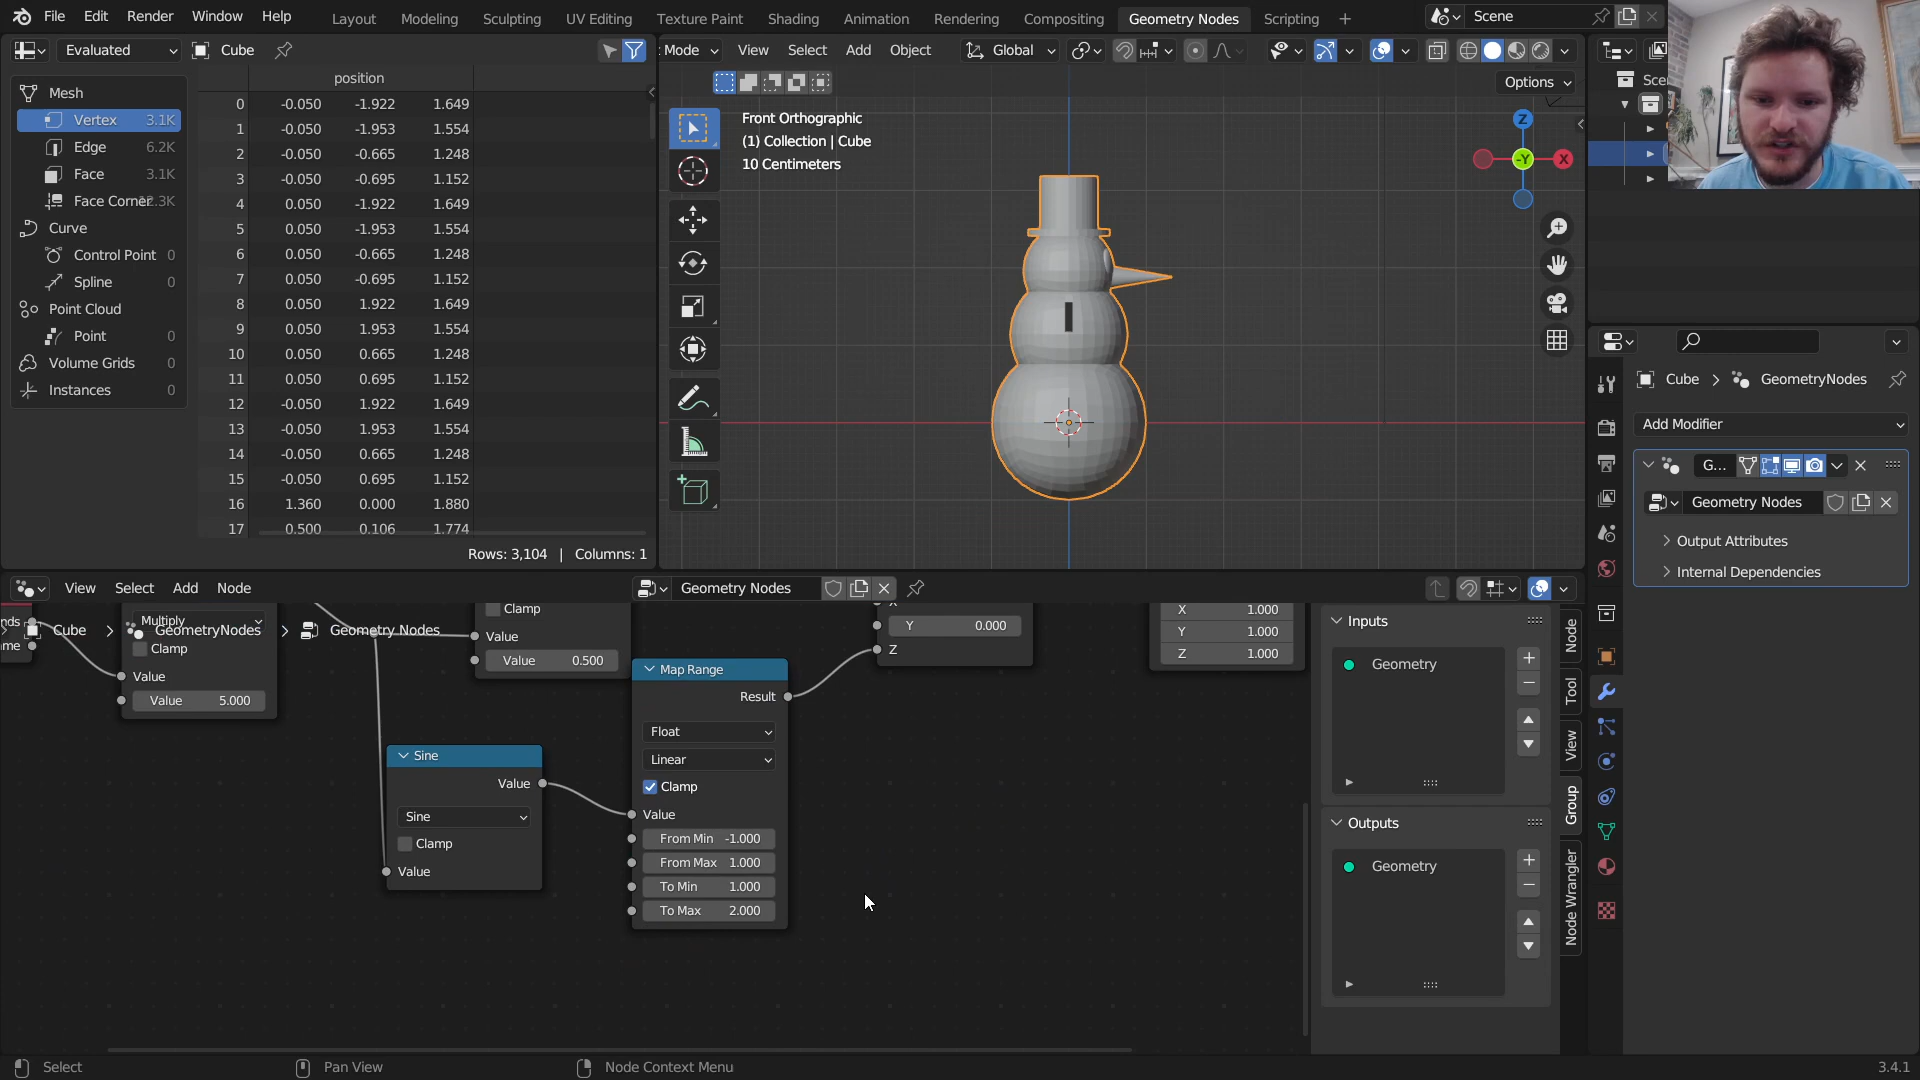 File Edit Render Window Help
Layout Modeling Sculpting UV Editing Texture Paint Shading Animation Rendering Compositing Geometry Nodes Scripting +
Scene
Evaluated Cube
Mode View Select Add Object Global
Options
position
Mesh
Vertex 3.1K
Edge 6.2K
Face 3.1K
Face Corner
Curve
Control Point 0
Spline 0
Point Cloud
Point 0
Volume Grids 0
Instances 0
0 -0.050 -1.922 1.649
1 -0.050 -1.953 1.554
2 -0.050 -0.665 1.248
3 -0.050 -0.695 1.152
4 0.050 -1.922 1.649
5 0.050 -1.953 1.554
6 0.050 -0.665 1.248
7 0.050 -0.695 1.152
8 0.050 1.922 1.649
9 0.050 1.953 1.554
10 0.050 0.665 1.248
11 0.050 0.695 1.152
12 -0.050 1.922 1.649
13 -0.050 1.953 1.554
14 -0.050 0.665 1.248
15 -0.050 0.695 1.152
16 1.360 0.000 1.880
17 0.500 0.106 1.774
Rows: 3,104 | Columns: 1
Front Orthographic
(1) Collection | Cube
10 Centimeters
Z
-Y
X
Cube > GeometryNodes
Add Modifier
G...
Geometry Nodes
Output Attributes
Internal Dependencies
View Select Add Node
Geometry Nodes
Cube > GeometryNodes > Geometry Nodes
Multiply
Clamp
Value
Value 5.000
Clamp
Value
Value 0.500
Sine
Value
Sine
Clamp
Value
Map Range
Result
Float
Linear
Clamp
Value
From Min -1.000
From Max 1.000
To Min 1.000
To Max 2.000
Y 0.000
Z
X 1.000
Y 1.000
Z 1.000
Inputs
Geometry
Outputs
Geometry
Node
Tool
View
Group
Node Wrangler
Select
Pan View
Node Context Menu
3.4.1